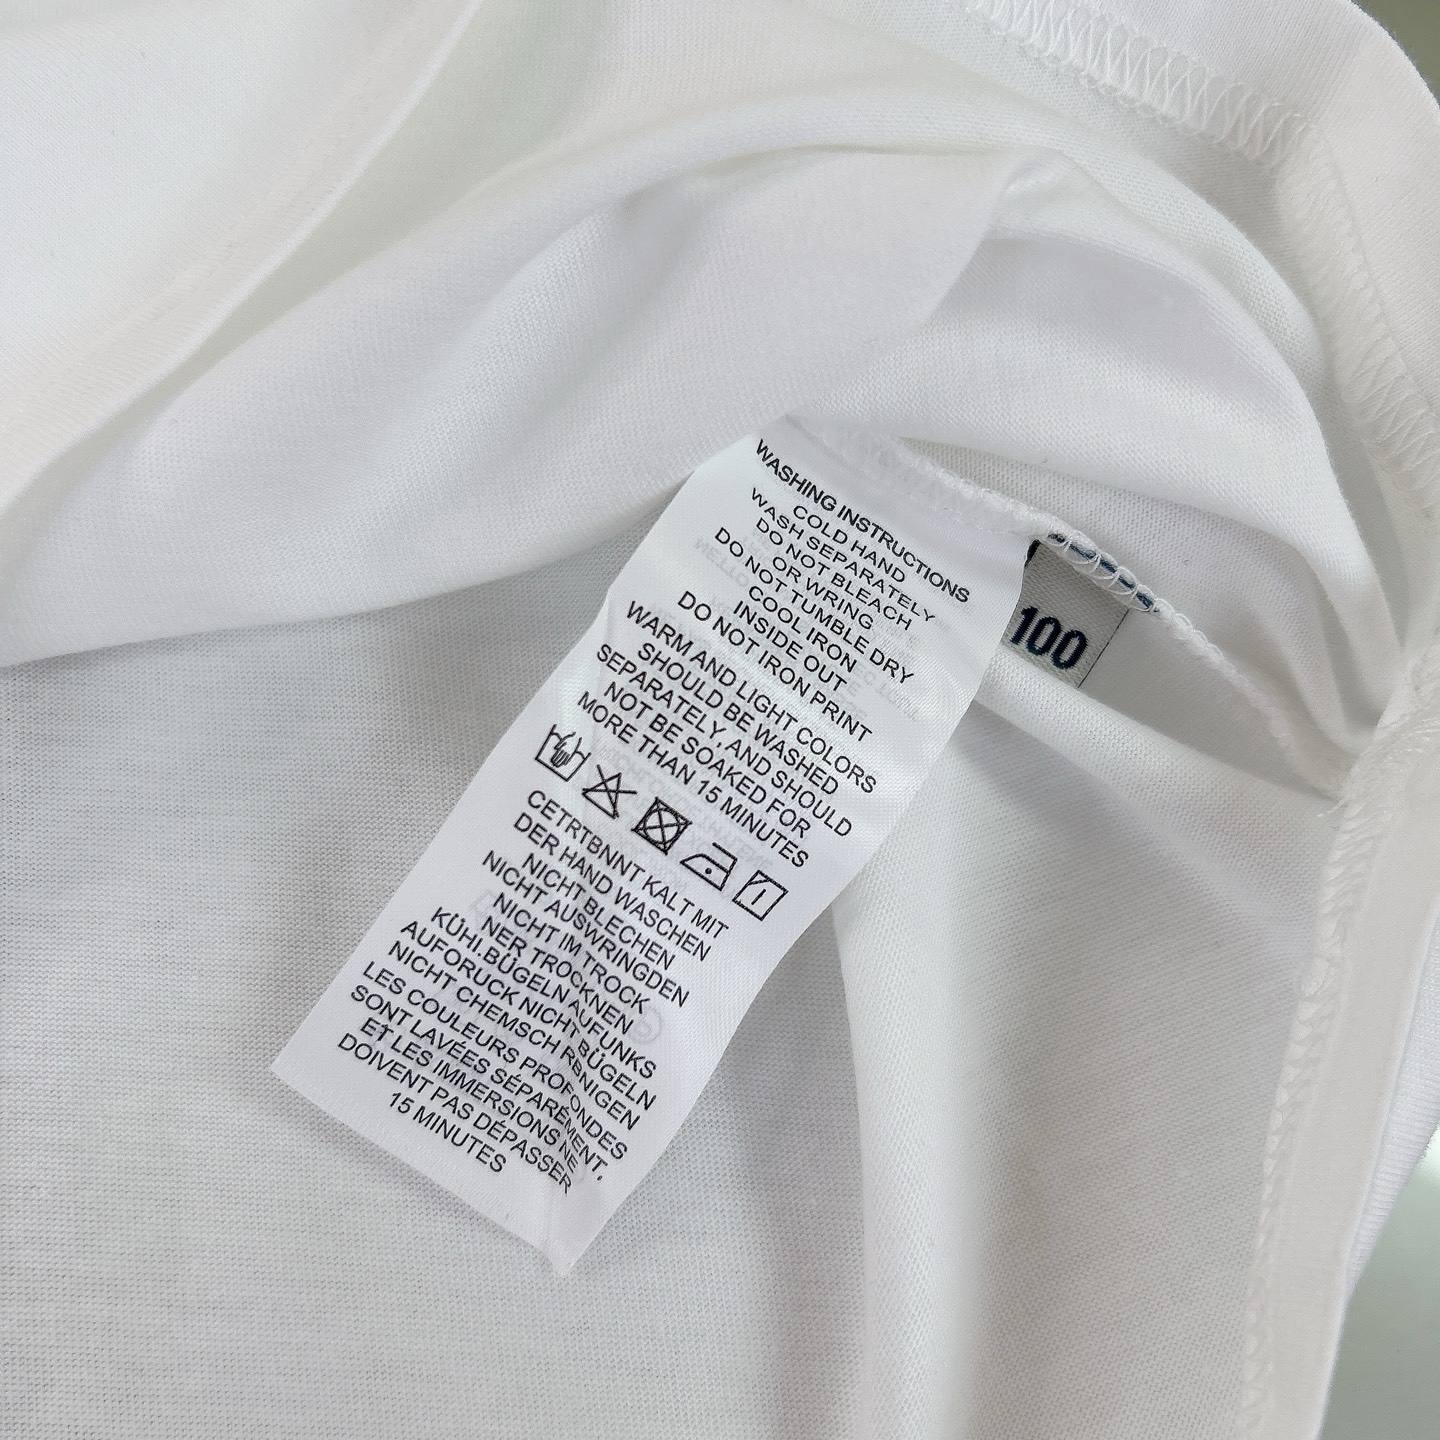 WASHING INSTRUCTIONS
COLD HAND
WASH SEPARATELY
DO NOT BLEACH
OR WRING
DO NOT TUMBLE DRY
COOL IRON
INSIDE OUT
DO NOT IRON PRINT
WARM AND LIGHT COLORS
SHOULD BE WASHED
SEPARATELY, AND SHOULD
NOT BE SOAKED FOR
MORE THAN 15 MINUTES
CETRTBNNT KALT MIT
DER HAND WASCHEN
NICHT BLECHEN
NICHT AUSWRINGDEN
NICHT IM TROCK
NER TROCKNEN
KÜHI.BÜGELN AUFUNKS
AUFORUCK NICHT BÜGELN
NICHT CHEMSCH RENIGEN
LES COULEURS PROFONDES
SONT LAVÉES SÉPARÉMENT,
ET LES IMMERSIONS NE
DOIVENT PAS DÉPASSER
15 MINUTES
100